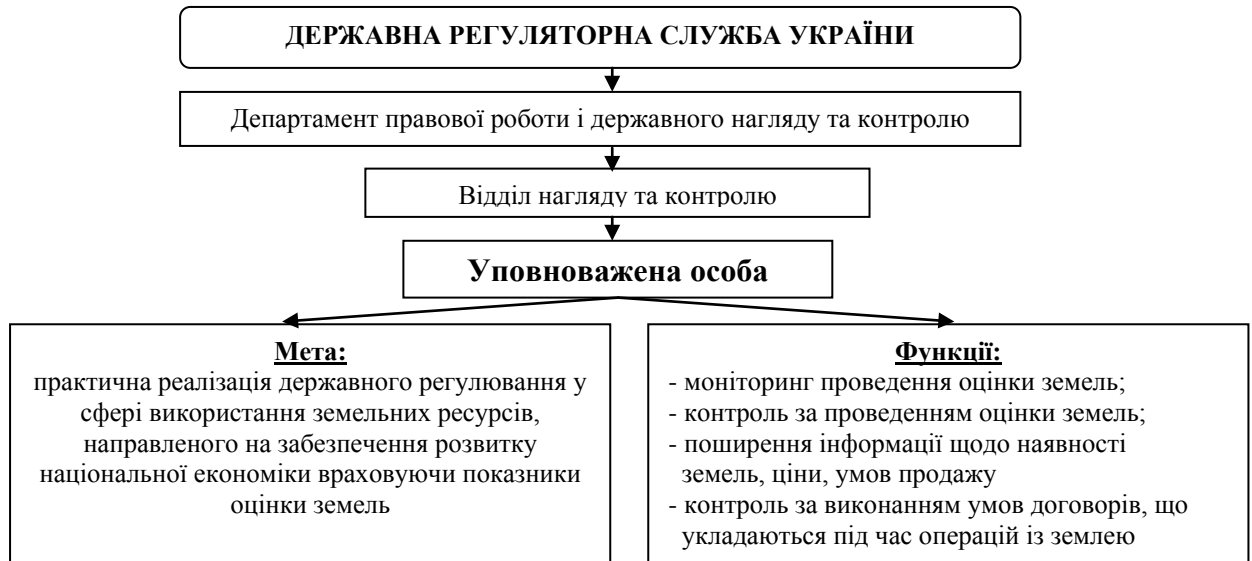 ДЕРЖАВНА РЕГУЛЯТОРНА СЛУЖБА УКРАЇНИ
Департамент правової роботи і державного нагляду та контролю
Відділ нагляду та контролю
Уповноважена особа
Мета:
практична реалізація державного регулювання у
сфері використання земельних ресурсів,
направленого на забезпечення розвитку
національної економіки враховуючи показники
оцінки земель
Функції:
- моніторинг проведення оцінки земель;
- контроль за проведенням оцінки земель;
- поширення інформації щодо наявності
земель, ціни, умов продажу
- контроль за виконанням умов договорів, що
укладаються під час операцій із землею